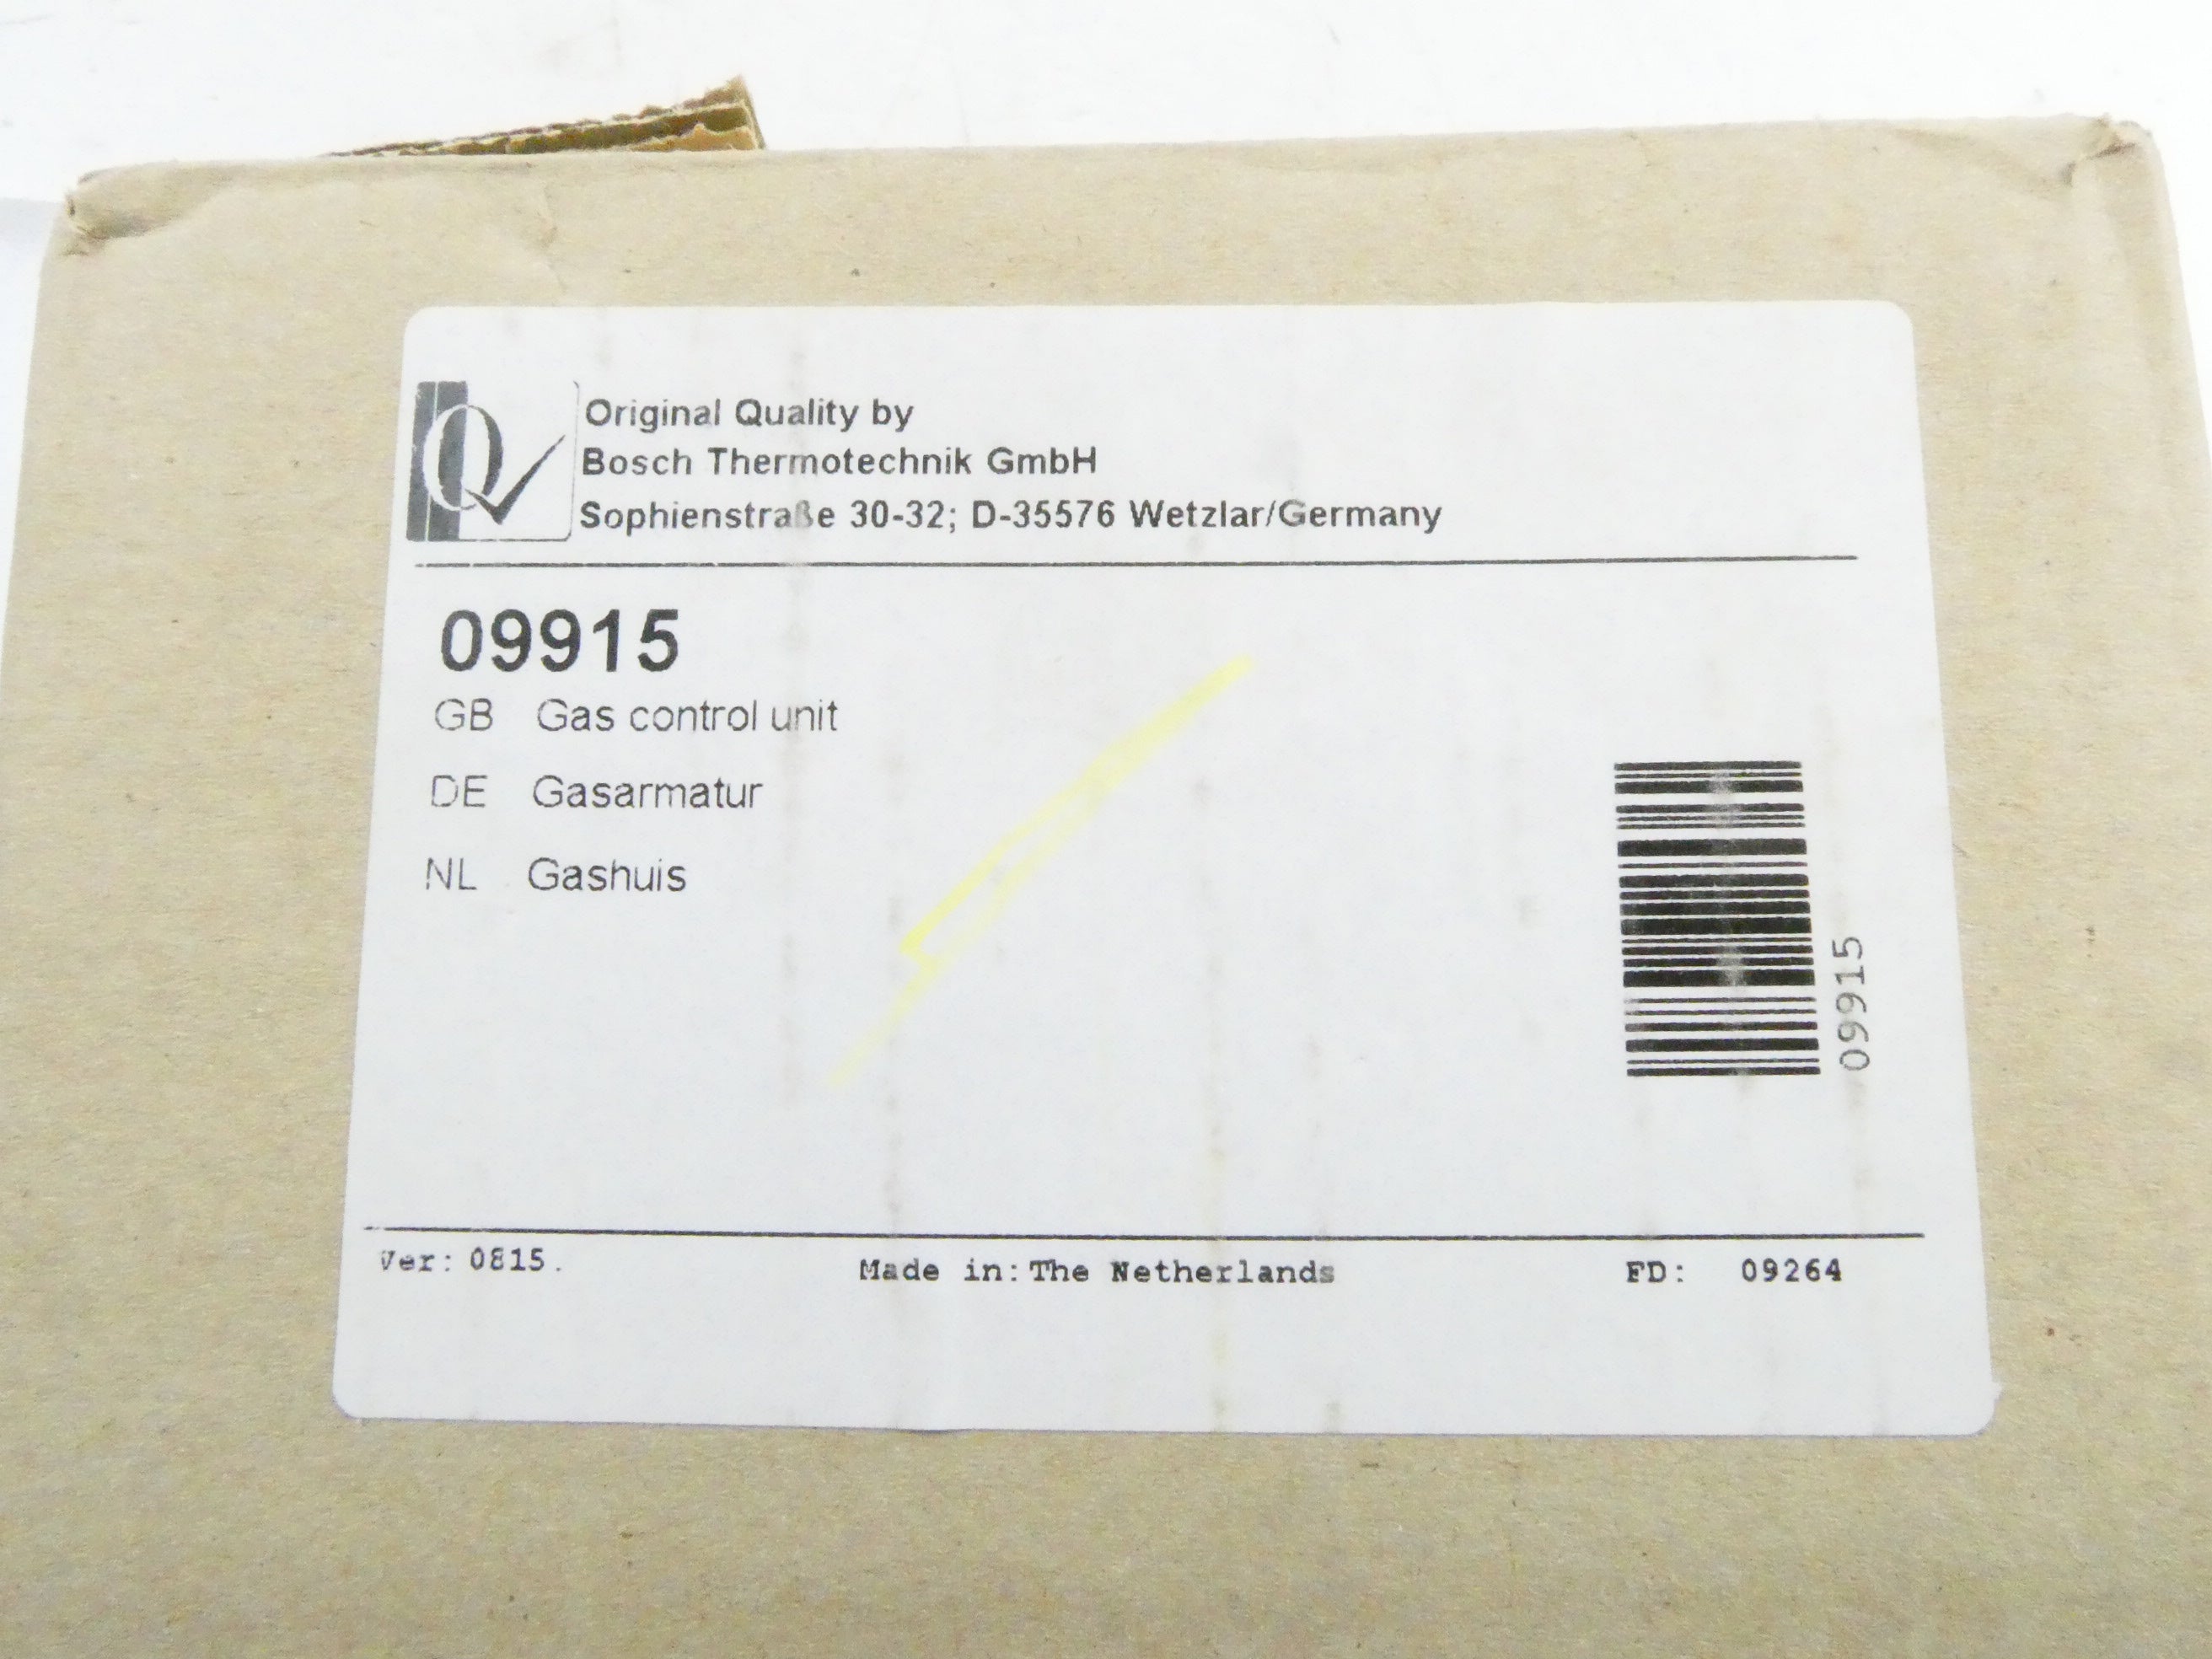 Q
Original Quality by
Bosch Thermotechnik GmbH
Sophienstraße 30-32; D-35576 Wetzlar/Germany
09915
GB Gas control unit
DE Gasarmatur
NL Gashuis
09915
Ver: 0815.
Made in: The Netherlands
FD: 09264